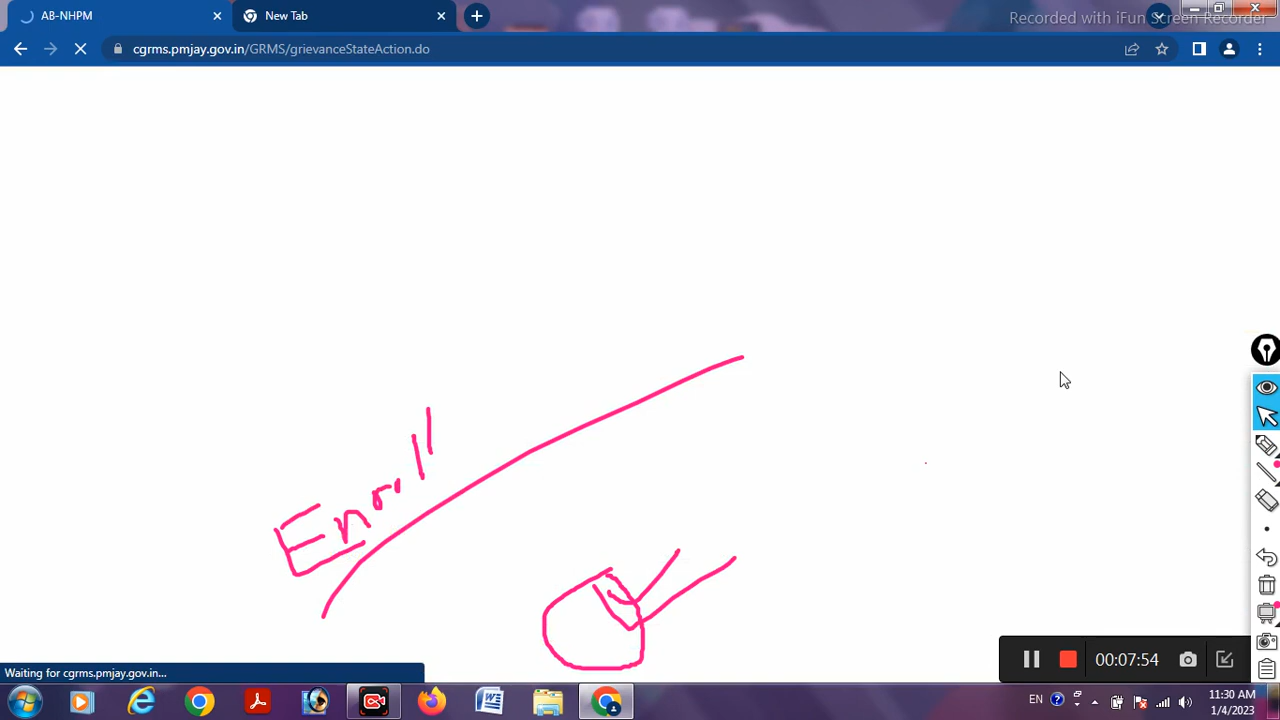 AB-NHPM
New Tab
Recorded with iFun Screen Recorder
cgrms.pmjay.gov.in/GRMS/grievanceStateAction.do
Enroll
00:07:54
Waiting for cgrms.pmjay.gov.in...
EN
11:30 AM
1/4/2023